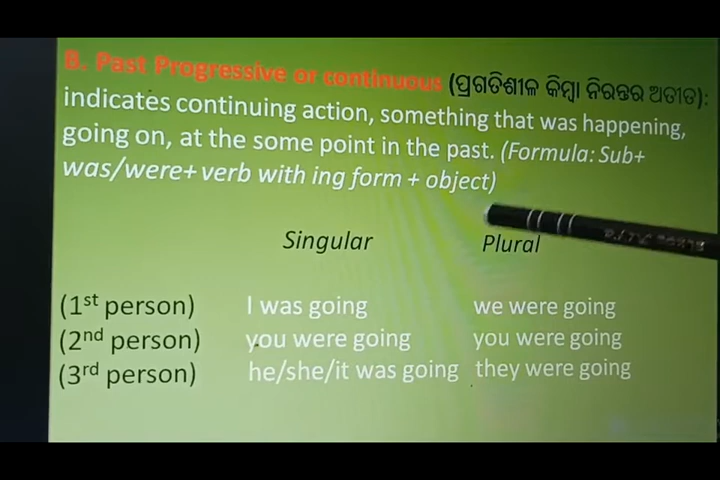 B. Past Progressive or continuous (ପ୍ରଗତିଶୀଳ କିମ୍ବା ନିରନ୍ତର ଅତୀତ):
indicates continuing action, something that was happening,
going on, at the some point in the past. (Formula: Sub+
was/were+ verb with ing form + object)
Singular Plural
(1st person) I was going we were going
(2nd person) you were going you were going
(3rd person) he/she/it was going they were going